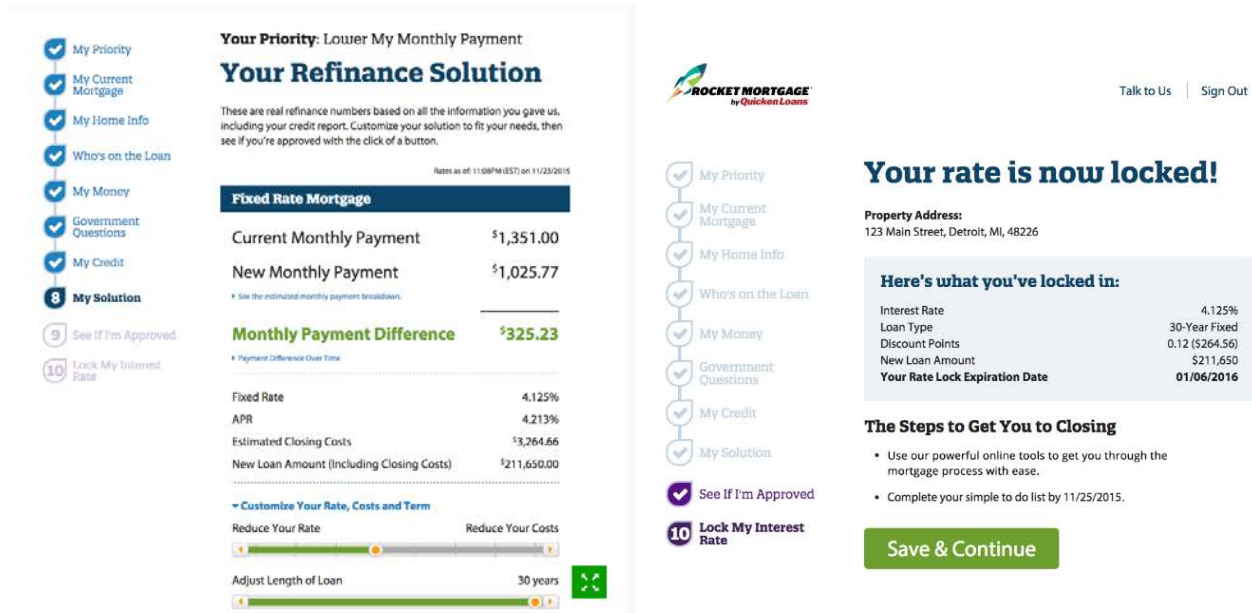 My Priority
My Current
Mortgage
My Home Info
Who's on the Loan
My Money
Government
Questions
My Credit
8 My Solution
9 See If I'm Approved
10 Lock My Interest
Rate
Your Priority: Lower My Monthly Payment
Your Refinance Solution
These are real refinance numbers based on all the information you gave us,
including your credit report. Customize your solution to fit your needs, then
see if you're approved with the click of a button.
Rates as of: 11:08PM (EST) on 11/23/2015
Fixed Rate Mortgage
Current Monthly Payment $1,351.00
New Monthly Payment $1,025.77
See the estimated monthly payment breakdown.
Monthly Payment Difference $325.23
Payment Difference Over Time
Fixed Rate 4.125%
APR 4.213%
Estimated Closing Costs $3,264.66
New Loan Amount (Including Closing Costs) $211,650.00
Customize Your Rate, Costs and Term
Reduce Your Rate Reduce Your Costs
Adjust Length of Loan 30 years
ROCKET MORTGAGE
by Quicken Loans
Talk to Us Sign Out
My Priority
My Current
Mortgage
My Home Info
Who's on the Loan
My Money
Government
Questions
My Credit
My Solution
See If I'm Approved
10 Lock My Interest
Rate
Your rate is now locked!
Property Address:
123 Main Street, Detroit, MI, 48226
Here's what you've locked in:
Interest Rate 4.125%
Loan Type 30-Year Fixed
Discount Points 0.12 ($264.56)
New Loan Amount $211,650
Your Rate Lock Expiration Date 01/06/2016
The Steps to Get You to Closing
• Use our powerful online tools to get you through the
mortgage process with ease.
• Complete your simple to do list by 11/25/2015.
Save & Continue